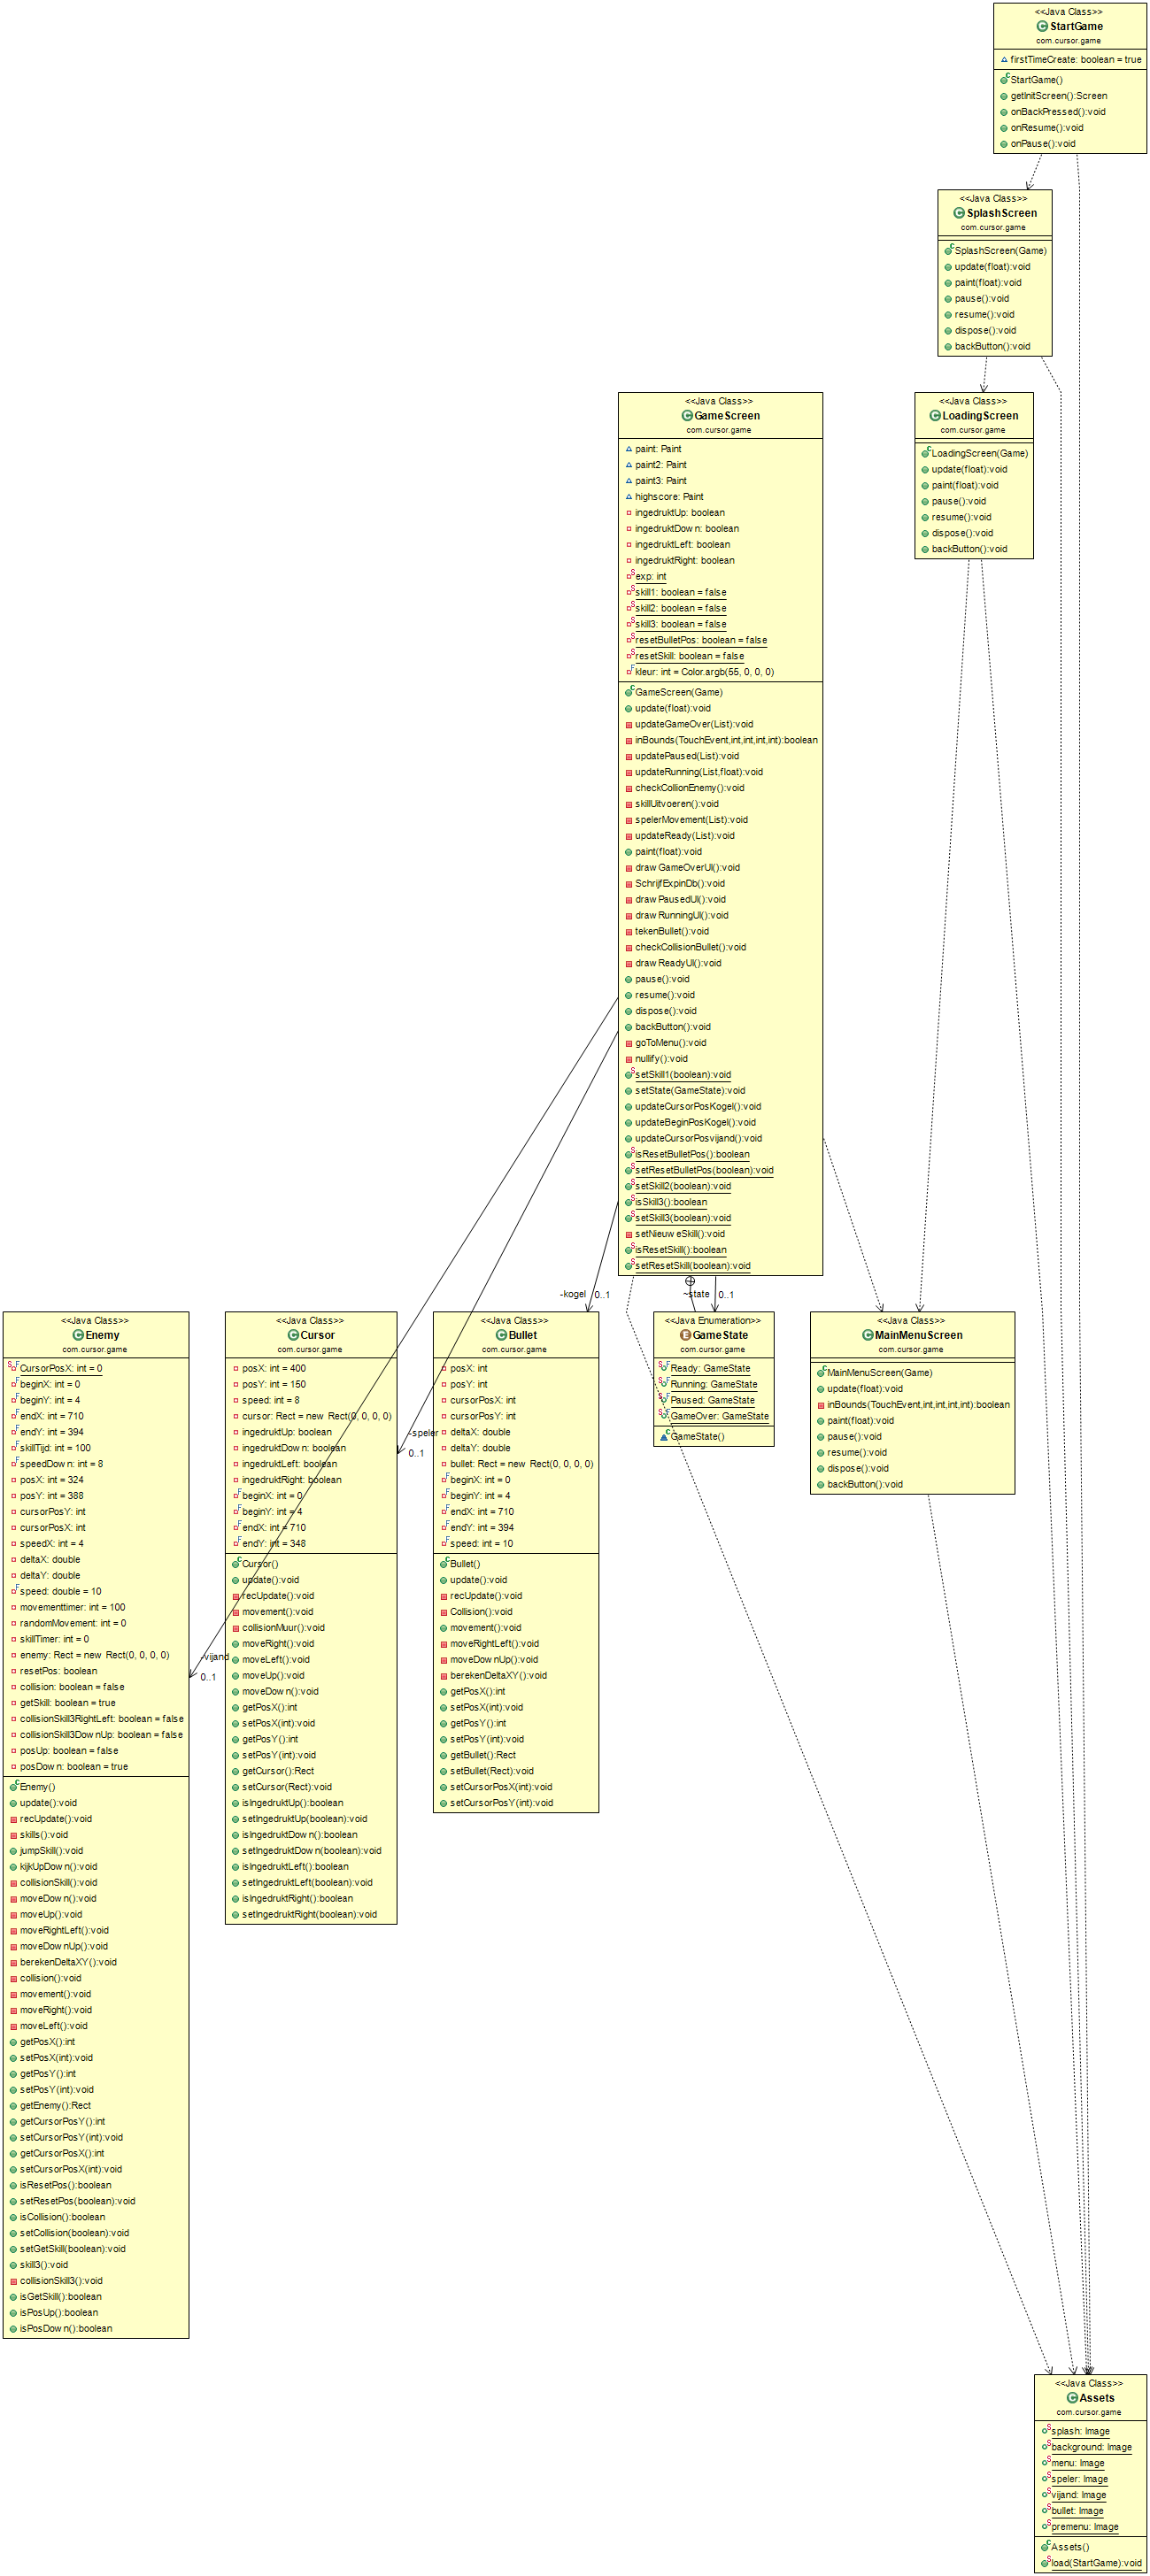 <<Java Class>>
StartGame
com.cursor.game
firstTimeCreate: boolean = true
StartGame()
getInitScreen():Screen
onBackPressed():void
onResume():void
onPause():void
<<Java Class>>
SplashScreen
com.cursor.game
SplashScreen(Game)
update(float):void
paint(float):void
pause():void
resume():void
dispose():void
backButton():void
<<Java Class>>
GameScreen
com.cursor.game
paint: Paint
paint2: Paint
paint3: Paint
highscore: Paint
ingedruktUp: boolean
ingedruktDown: boolean
ingedruktLeft: boolean
ingedruktRight: boolean
exp: int
skill1: boolean = false
skill2: boolean = false
skill3: boolean = false
resetBulletPos: boolean = false
resetSkill: boolean = false
kleur: int = Color.argb(55, 0, 0, 0)
GameScreen(Game)
update(float):void
updateGameOver(List):void
inBounds(TouchEvent,int,int,int,int):boolean
updatePaused(List):void
updateRunning(List,float):void
checkCollionEnemy():void
skillUitvoeren():void
spelerMovement(List):void
updateReady(List):void
paint(float):void
drawGameOverUI():void
SchrijfExpinDb():void
drawPausedUI():void
drawRunningUI():void
tekenBullet():void
checkCollisionBullet():void
drawReadyUI():void
pause():void
resume():void
dispose():void
backButton():void
goToMenu():void
nullify():void
setSkill1(boolean):void
setState(GameState):void
updateCursorPosKogel():void
updateBeginPosKogel():void
updateCursorPosvijand():void
isResetBulletPos():boolean
setResetBulletPos(boolean):void
setSkill2(boolean):void
isSkill3():boolean
setSkill3(boolean):void
setNieuweSkill():void
isResetSkill():boolean
setResetSkill(boolean):void
<<Java Class>>
LoadingScreen
com.cursor.game
LoadingScreen(Game)
update(float):void
paint(float):void
pause():void
resume():void
dispose():void
backButton():void
-kogel 0..1
~state 0..1
-speler
0..1
-vijand
0..1
<<Java Class>>
Enemy
com.cursor.game
CursorPosX: int = 0
beginX: int = 0
beginY: int = 4
endX: int = 710
endY: int = 394
skillTijd: int = 100
speedDown: int = 8
posX: int = 324
posY: int = 388
cursorPosY: int
cursorPosX: int
speedX: int = 4
deltaX: double
deltaY: double
speed: double = 10
movementtimer: int = 100
randomMovement: int = 0
skillTimer: int = 0
enemy: Rect = new Rect(0, 0, 0, 0)
resetPos: boolean
collision: boolean = false
getSkill: boolean = true
collisionSkill3RightLeft: boolean = false
collisionSkill3DownUp: boolean = false
posUp: boolean = false
posDown: boolean = true
Enemy()
update():void
recUpdate():void
skills():void
jumpSkill():void
kijkUpDown():void
collisionSkill():void
moveDown():void
moveUp():void
moveRightLeft():void
moveDownUp():void
berekenDeltaXY():void
collision():void
movement():void
moveRight():void
moveLeft():void
getPosX():int
setPosX(int):void
getPosY():int
setPosY(int):void
getEnemy():Rect
getCursorPosY():int
setCursorPosY(int):void
getCursorPosX():int
setCursorPosX(int):void
isResetPos():boolean
setResetPos(boolean):void
isCollision():boolean
setCollision(boolean):void
setGetSkill(boolean):void
skill3():void
collisionSkill3():void
isGetSkill():boolean
isPosUp():boolean
isPosDown():boolean
<<Java Class>>
Cursor
com.cursor.game
posX: int = 400
posY: int = 150
speed: int = 8
cursor: Rect = new Rect(0, 0, 0, 0)
ingedruktUp: boolean
ingedruktDown: boolean
ingedruktLeft: boolean
ingedruktRight: boolean
beginX: int = 0
beginY: int = 4
endX: int = 710
endY: int = 348
Cursor()
update():void
recUpdate():void
movement():void
collisionMuur():void
moveRight():void
moveLeft():void
moveUp():void
moveDown():void
getPosX():int
setPosX(int):void
getPosY():int
setPosY(int):void
getCursor():Rect
setCursor(Rect):void
isIngedruktUp():boolean
setIngedruktUp(boolean):void
isIngedruktDown():boolean
setIngedruktDown(boolean):void
isIngedruktLeft():boolean
setIngedruktLeft(boolean):void
isIngedruktRight():boolean
setIngedruktRight(boolean):void
<<Java Class>>
Bullet
com.cursor.game
posX: int
posY: int
cursorPosX: int
cursorPosY: int
deltaX: double
deltaY: double
bullet: Rect = new Rect(0, 0, 0, 0)
beginX: int = 0
beginY: int = 4
endX: int = 710
endY: int = 394
speed: int = 10
Bullet()
update():void
recUpdate():void
Collision():void
movement():void
moveRightLeft():void
moveDownUp():void
berekenDeltaXY():void
getPosX():int
setPosX(int):void
getPosY():int
setPosY(int):void
getBullet():Rect
setBullet(Rect):void
setCursorPosX(int):void
setCursorPosY(int):void
<<Java Enumeration>>
GameState
com.cursor.game
Ready: GameState
Running: GameState
Paused: GameState
GameOver: GameState
GameState()
<<Java Class>>
MainMenuScreen
com.cursor.game
MainMenuScreen(Game)
update(float):void
inBounds(TouchEvent,int,int,int,int):boolean
paint(float):void
pause():void
resume():void
dispose():void
backButton():void
<<Java Class>>
Assets
com.cursor.game
splash: Image
background: Image
menu: Image
speler: Image
vijand: Image
bullet: Image
premenu: Image
Assets()
load(StartGame):void